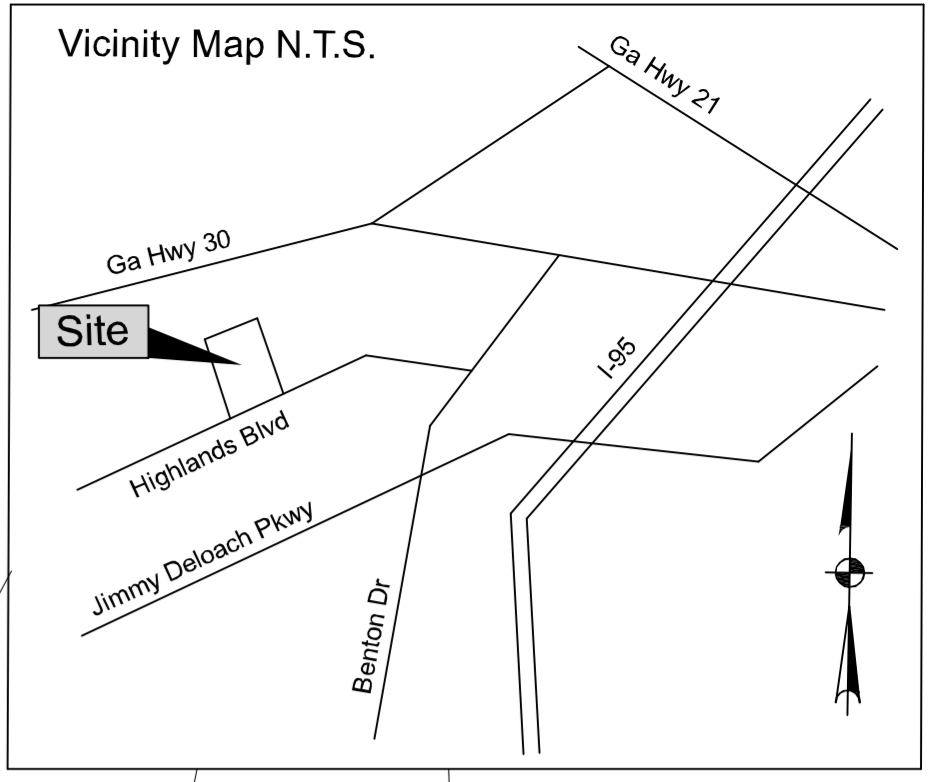 Vicinity Map N.T.S.
Ga Hwy 21
Ga Hwy 30
Site
I-95
Highlands Blvd
Jimmy Deloach Pkwy
Benton Dr